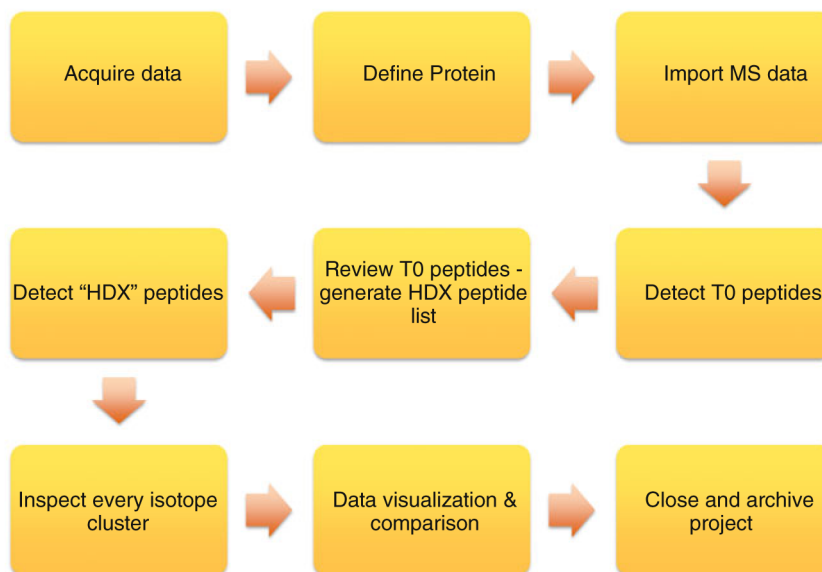 Acquire data
Define Protein
Import MS data
Detect "HDX" peptides
Review T0 peptides -
generate HDX peptide
list
Detect T0 peptides
Inspect every isotope
cluster
Data visualization &
comparison
Close and archive
project